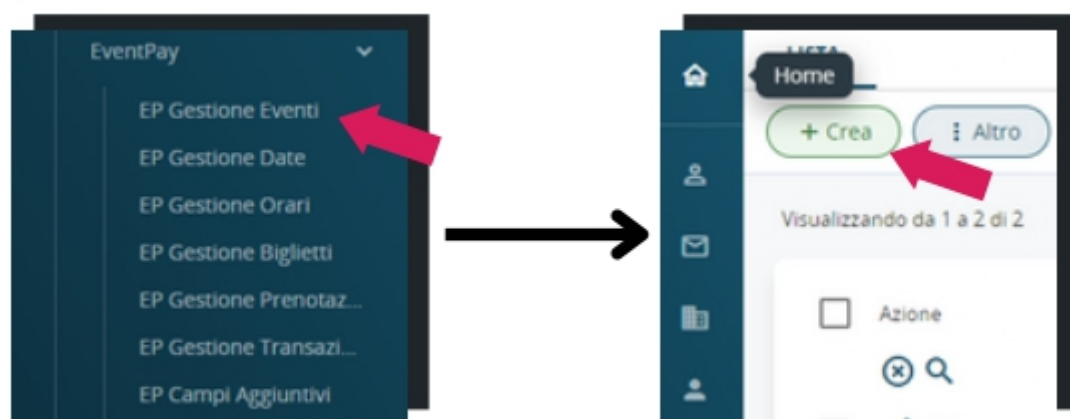 EventPay
EP Gestione Eventi
EP Gestione Date
EP Gestione Orari
EP Gestione Biglietti
EP Gestione Prenotaz...
EP Gestione Transazi...
EP Campi Aggiuntivi
LISTA
Home
+ Crea
Altro
Visualizzando da 1 a 2 di 2
Azione